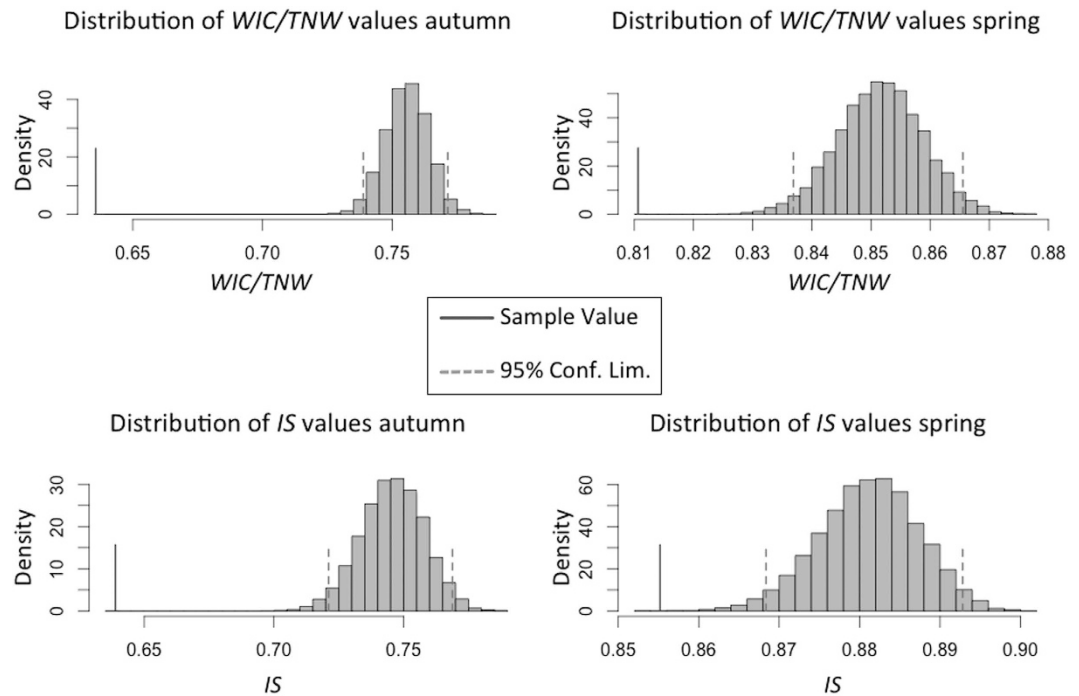 Distribution of WIC/TNW values autumn
Density
0 20 40
0.65 0.70 0.75
WIC/TNW
Distribution of WIC/TNW values spring
Density
0 20 40
0.81 0.82 0.83 0.84 0.85 0.86 0.87 0.88
WIC/TNW
Sample Value
95% Conf. Lim.
Distribution of IS values autumn
Density
0 10 20 30
0.65 0.70 0.75
IS
Distribution of IS values spring
Density
0 20 40 60
0.85 0.86 0.87 0.88 0.89 0.90
IS